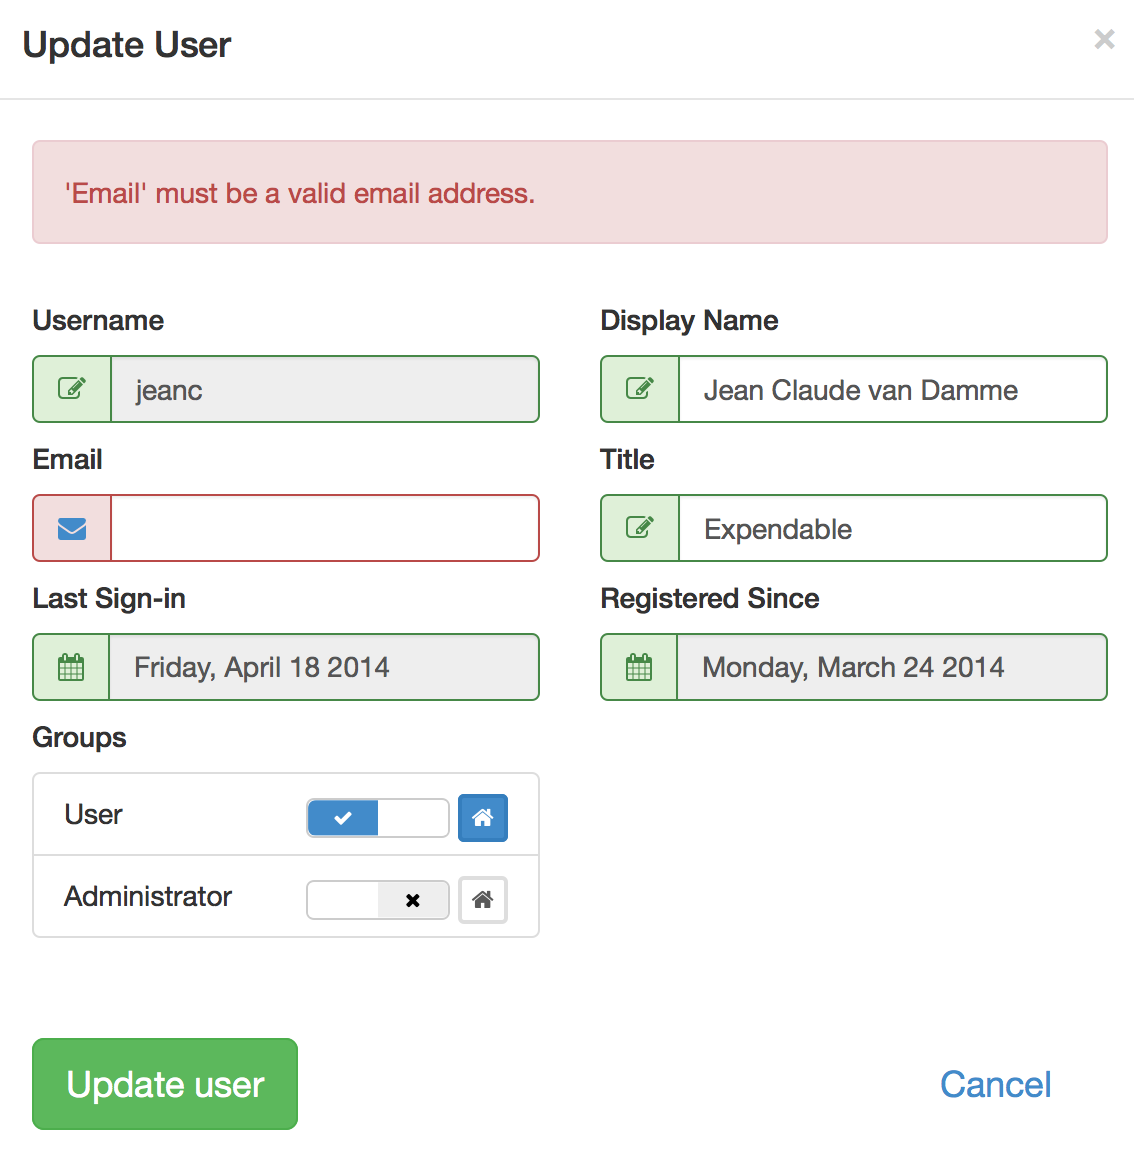 Update User
'Email' must be a valid email address.
Username
Display Name
jeanc
Jean Claude van Damme
Email
Title
Expendable
Last Sign-in
Registered Since
Friday, April 18 2014
Monday, March 24 2014
Groups
User
Administrator
Update user
Cancel